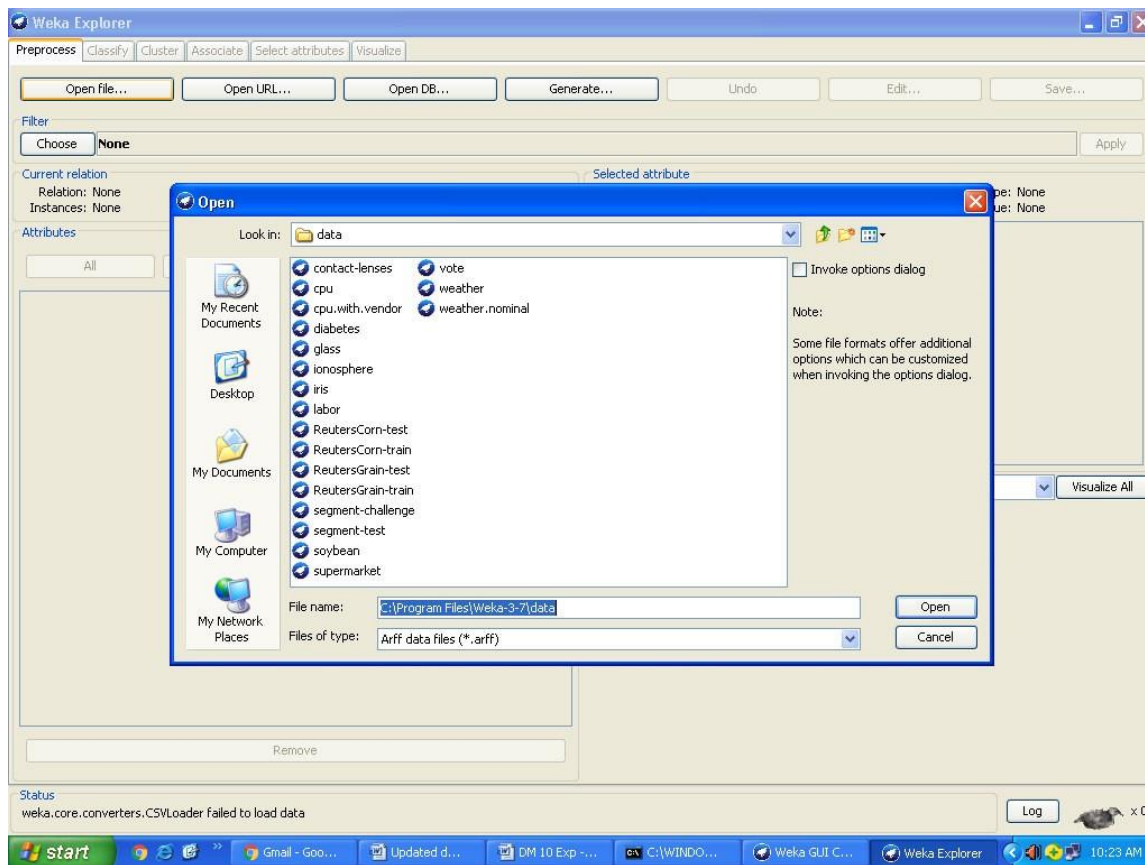 Weka Explorer
Preprocess Classify Cluster Associate Select attributes Visualize
Open file... Open URL... Open DB... Generate... Undo Edit... Save...
Filter
Choose None Apply
Current relation
Relation: None
Instances: None
Selected attribute
pe: None
ue: None
Attributes
All
Open
Look in: data
My Recent Documents
Desktop
My Documents
My Computer
My Network Places
contact-lenses
cpu
cpu.with.vendor
diabetes
glass
ionosphere
iris
labor
ReutersCorn-test
ReutersCorn-train
ReutersGrain-test
ReutersGrain-train
segment-challenge
segment-test
soybean
supermarket
vote
weather
weather.nominal
Invoke options dialog
Note:
Some file formats offer additional
options which can be customized
when invoking the options dialog.
File name: C:\Program Files\Weka-3-7\data Open
Files of type: Arff data files (*.arff) Cancel
Visualize All
Remove
Status
weka.core.converters.CSVLoader failed to load data
Log x 0
start Gmail - Goo... Updated d... DM 10 Exp -... C:\WINDO... Weka GUI C... Weka Explorer 10:23 AM